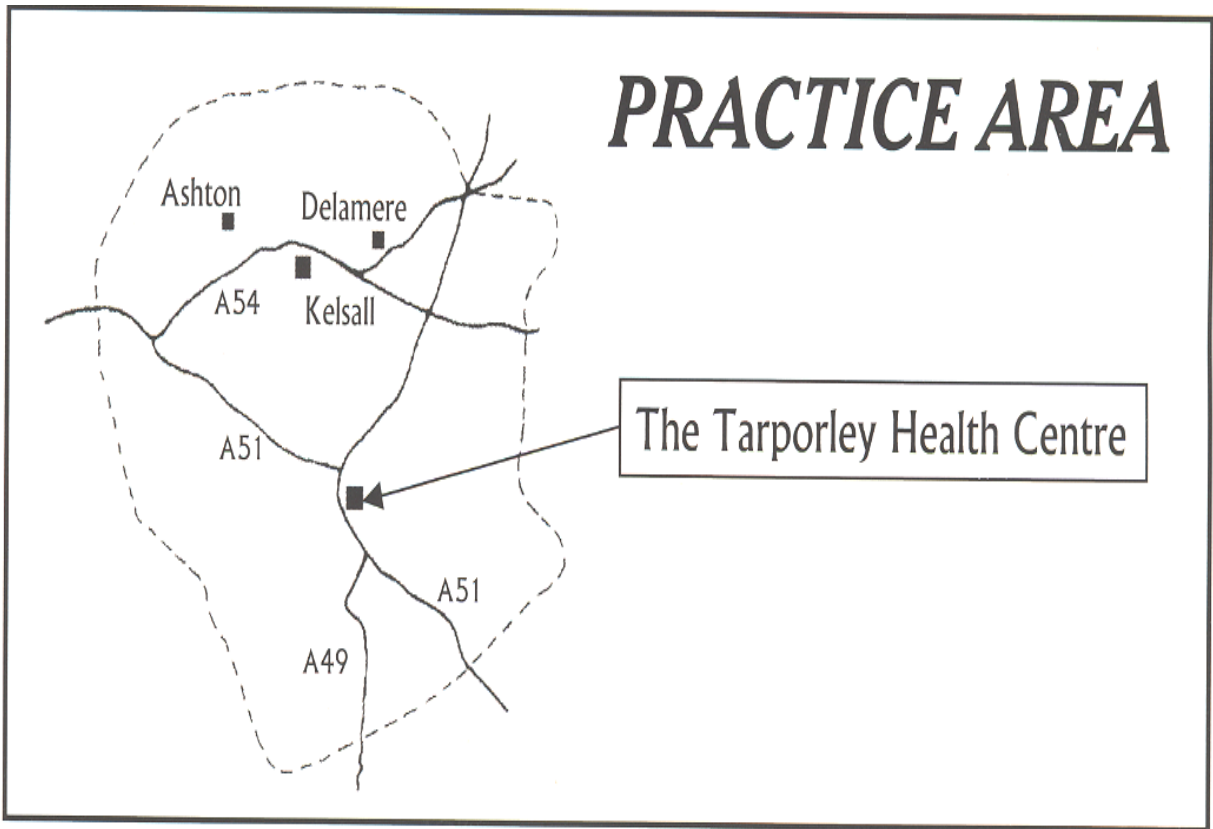 PRACTICE AREA
Ashton
Delamere
A54
Kelsall
The Tarporley Health Centre
A51
A51
A49